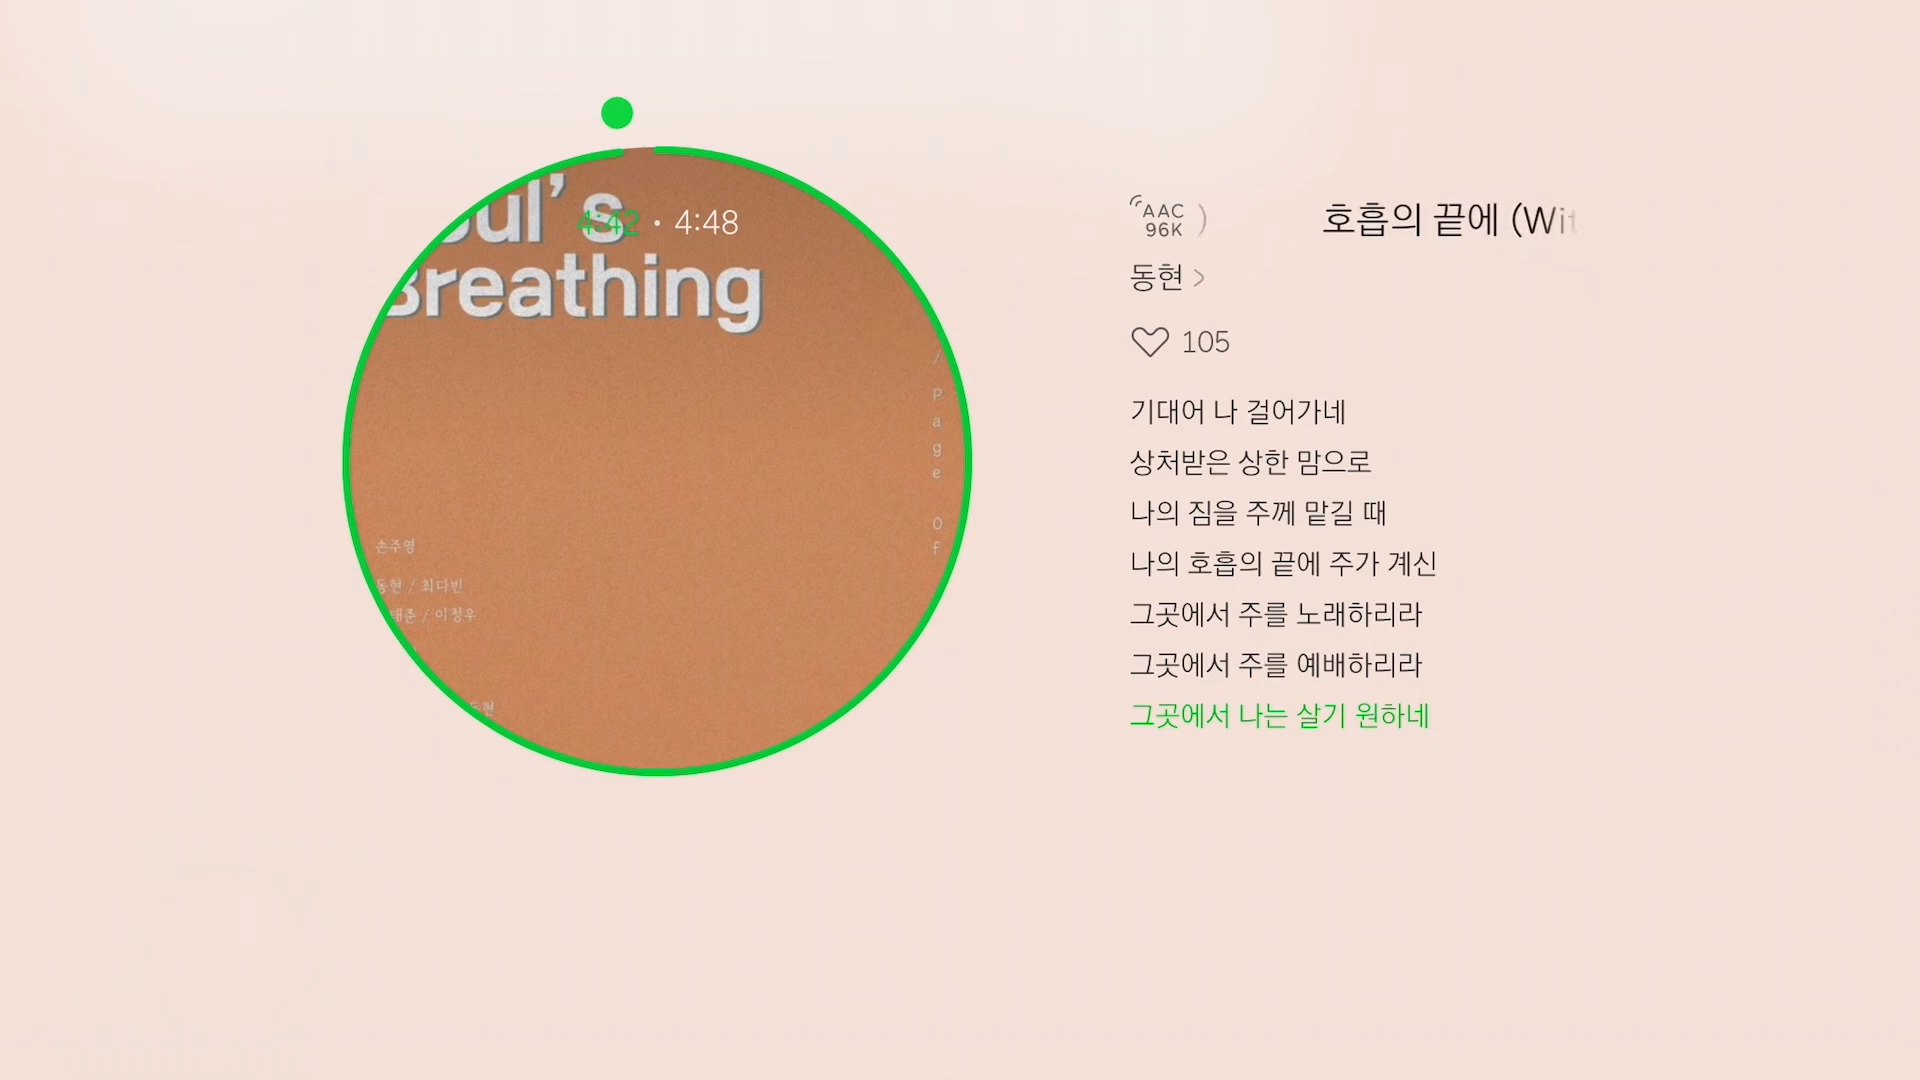 4:42 · 4:48
Breathing
/ Page Of
손주영
동현 / 최다빈
/ 이정우
AAC
96K
호흡의 끝에 (Wit
동현 >
105
기대어 나 걸어가네
상처받은 상한 맘으로
나의 짐을 주께 맡길 때
나의 호흡의 끝에 주가 계신
그곳에서 주를 노래하리라
그곳에서 주를 예배하리라
그곳에서 나는 살기 원하네